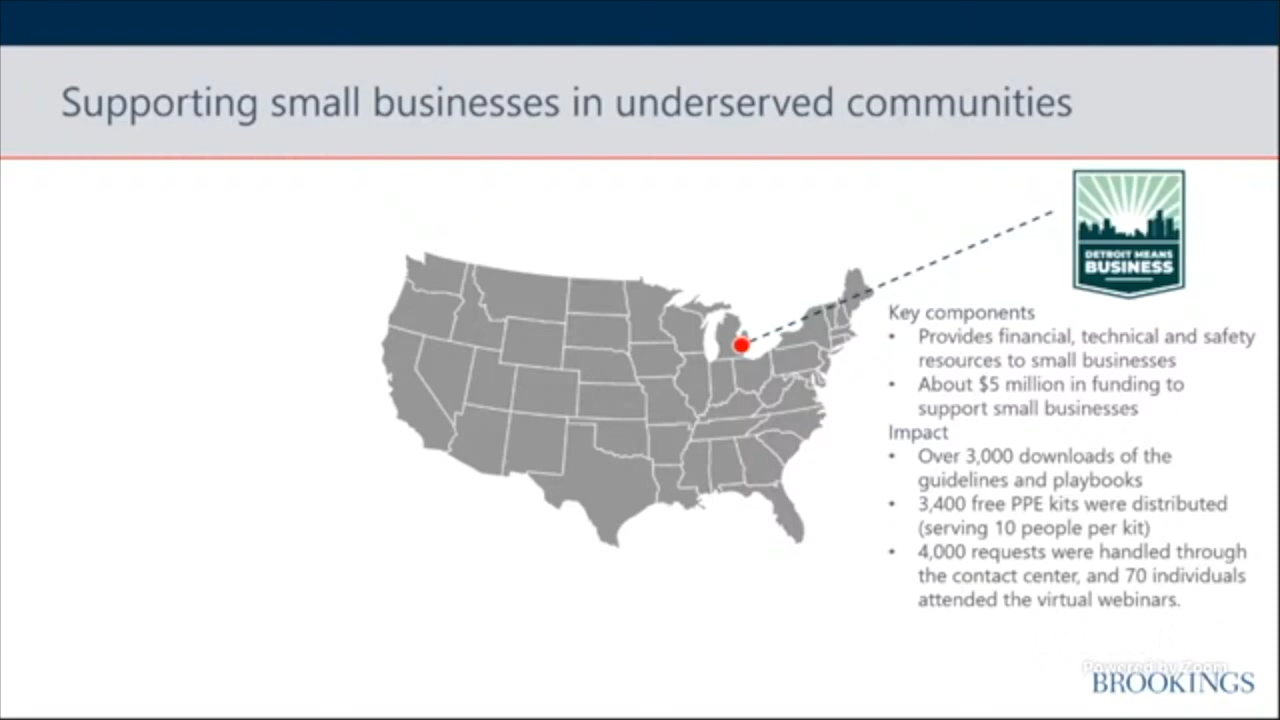 Supporting small businesses in underserved communities
DETROIT MEANS
BUSINESS
Key components
• Provides financial, technical and safety
resources to small businesses
• About $5 million in funding to
support small businesses
Impact
• Over 3,000 downloads of the
guidelines and playbooks
• 3,400 free PPE kits were distributed
(serving 10 people per kit)
• 4,000 requests were handled through
the contact center, and 70 individuals
attended the virtual webinars.
Powered by Zoom
BROOKINGS